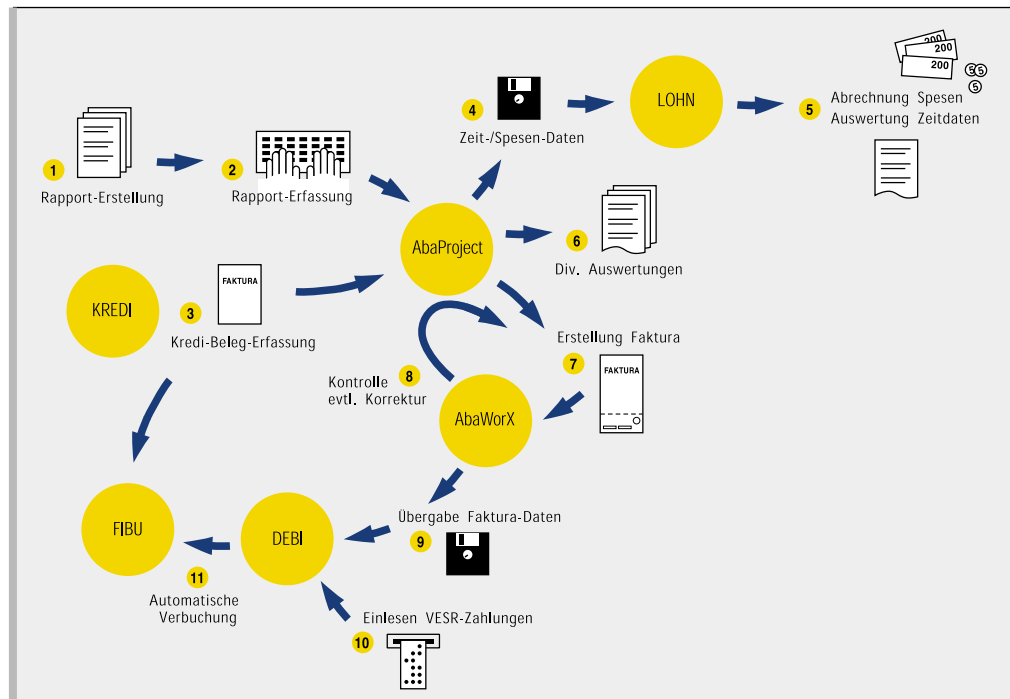 1
Rapport-Erstellung
2
Rapport-Erfassung
KREDI
FAKTURA
3
Kredi-Beleg-Erfassung
AbaProject
4
Zeit-/Spesen-Daten
LOHN
200
200
200
5
5
5
5
Abrechnung Spesen
Auswertung Zeitdaten
6
Div. Auswertungen
Erstellung Faktura
7
FAKTURA
8
Kontrolle
evtl. Korrektur
AbaWorX
Übergabe Faktura-Daten
9
DEBI
FIBU
Einlesen VESR-Zahlungen
10
11
Automatische
Verbuchung